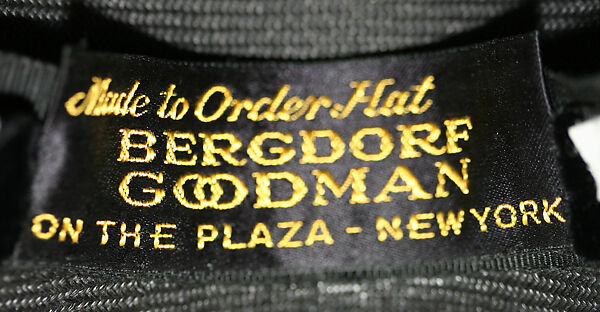 Made to Order Hat
BERGDORF
GOODMAN
ON THE PLAZA - NEW YORK